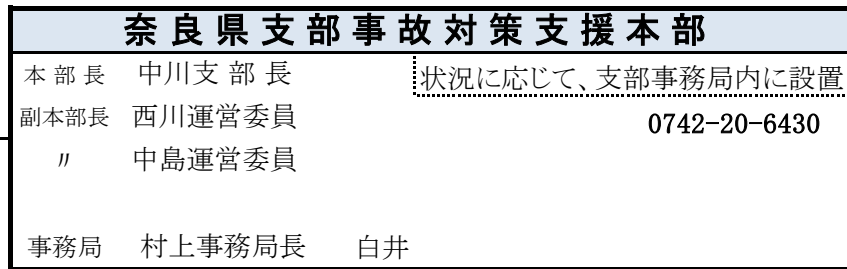 奈良県支部事故対策支援本部
本部長 中川支部長 状況に応じて、支部事務局内に設置
副本部長 西川運営委員 0742-20-6430
〃 中島運営委員
事務局 村上事務局長 白井